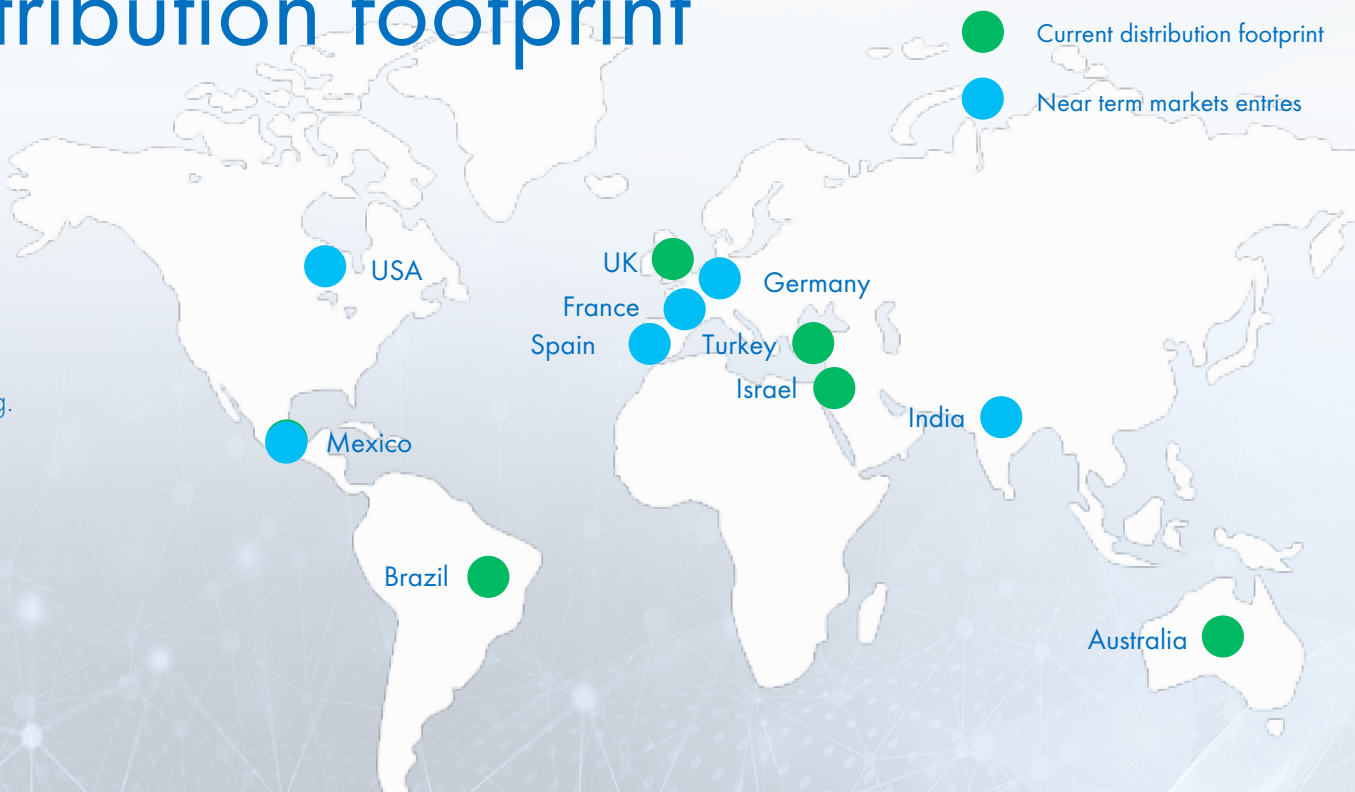 tribution footprint
Current distribution footprint
Near term markets entries
USA
UK
Germany
France
Spain
Turkey
Israel
g.
India
Mexico
Brazil
Australia